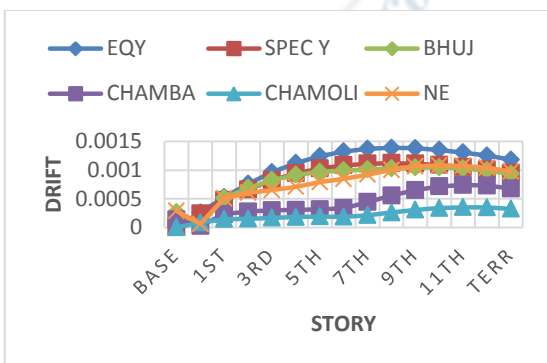 EQY SPEC Y BHUJ
CHAMBA CHAMOLI NE
0.0015
0.001
0.0005
0
DRIFT
BASE 1ST 3RD 5TH 7TH 9TH 11TH TERR
STORY